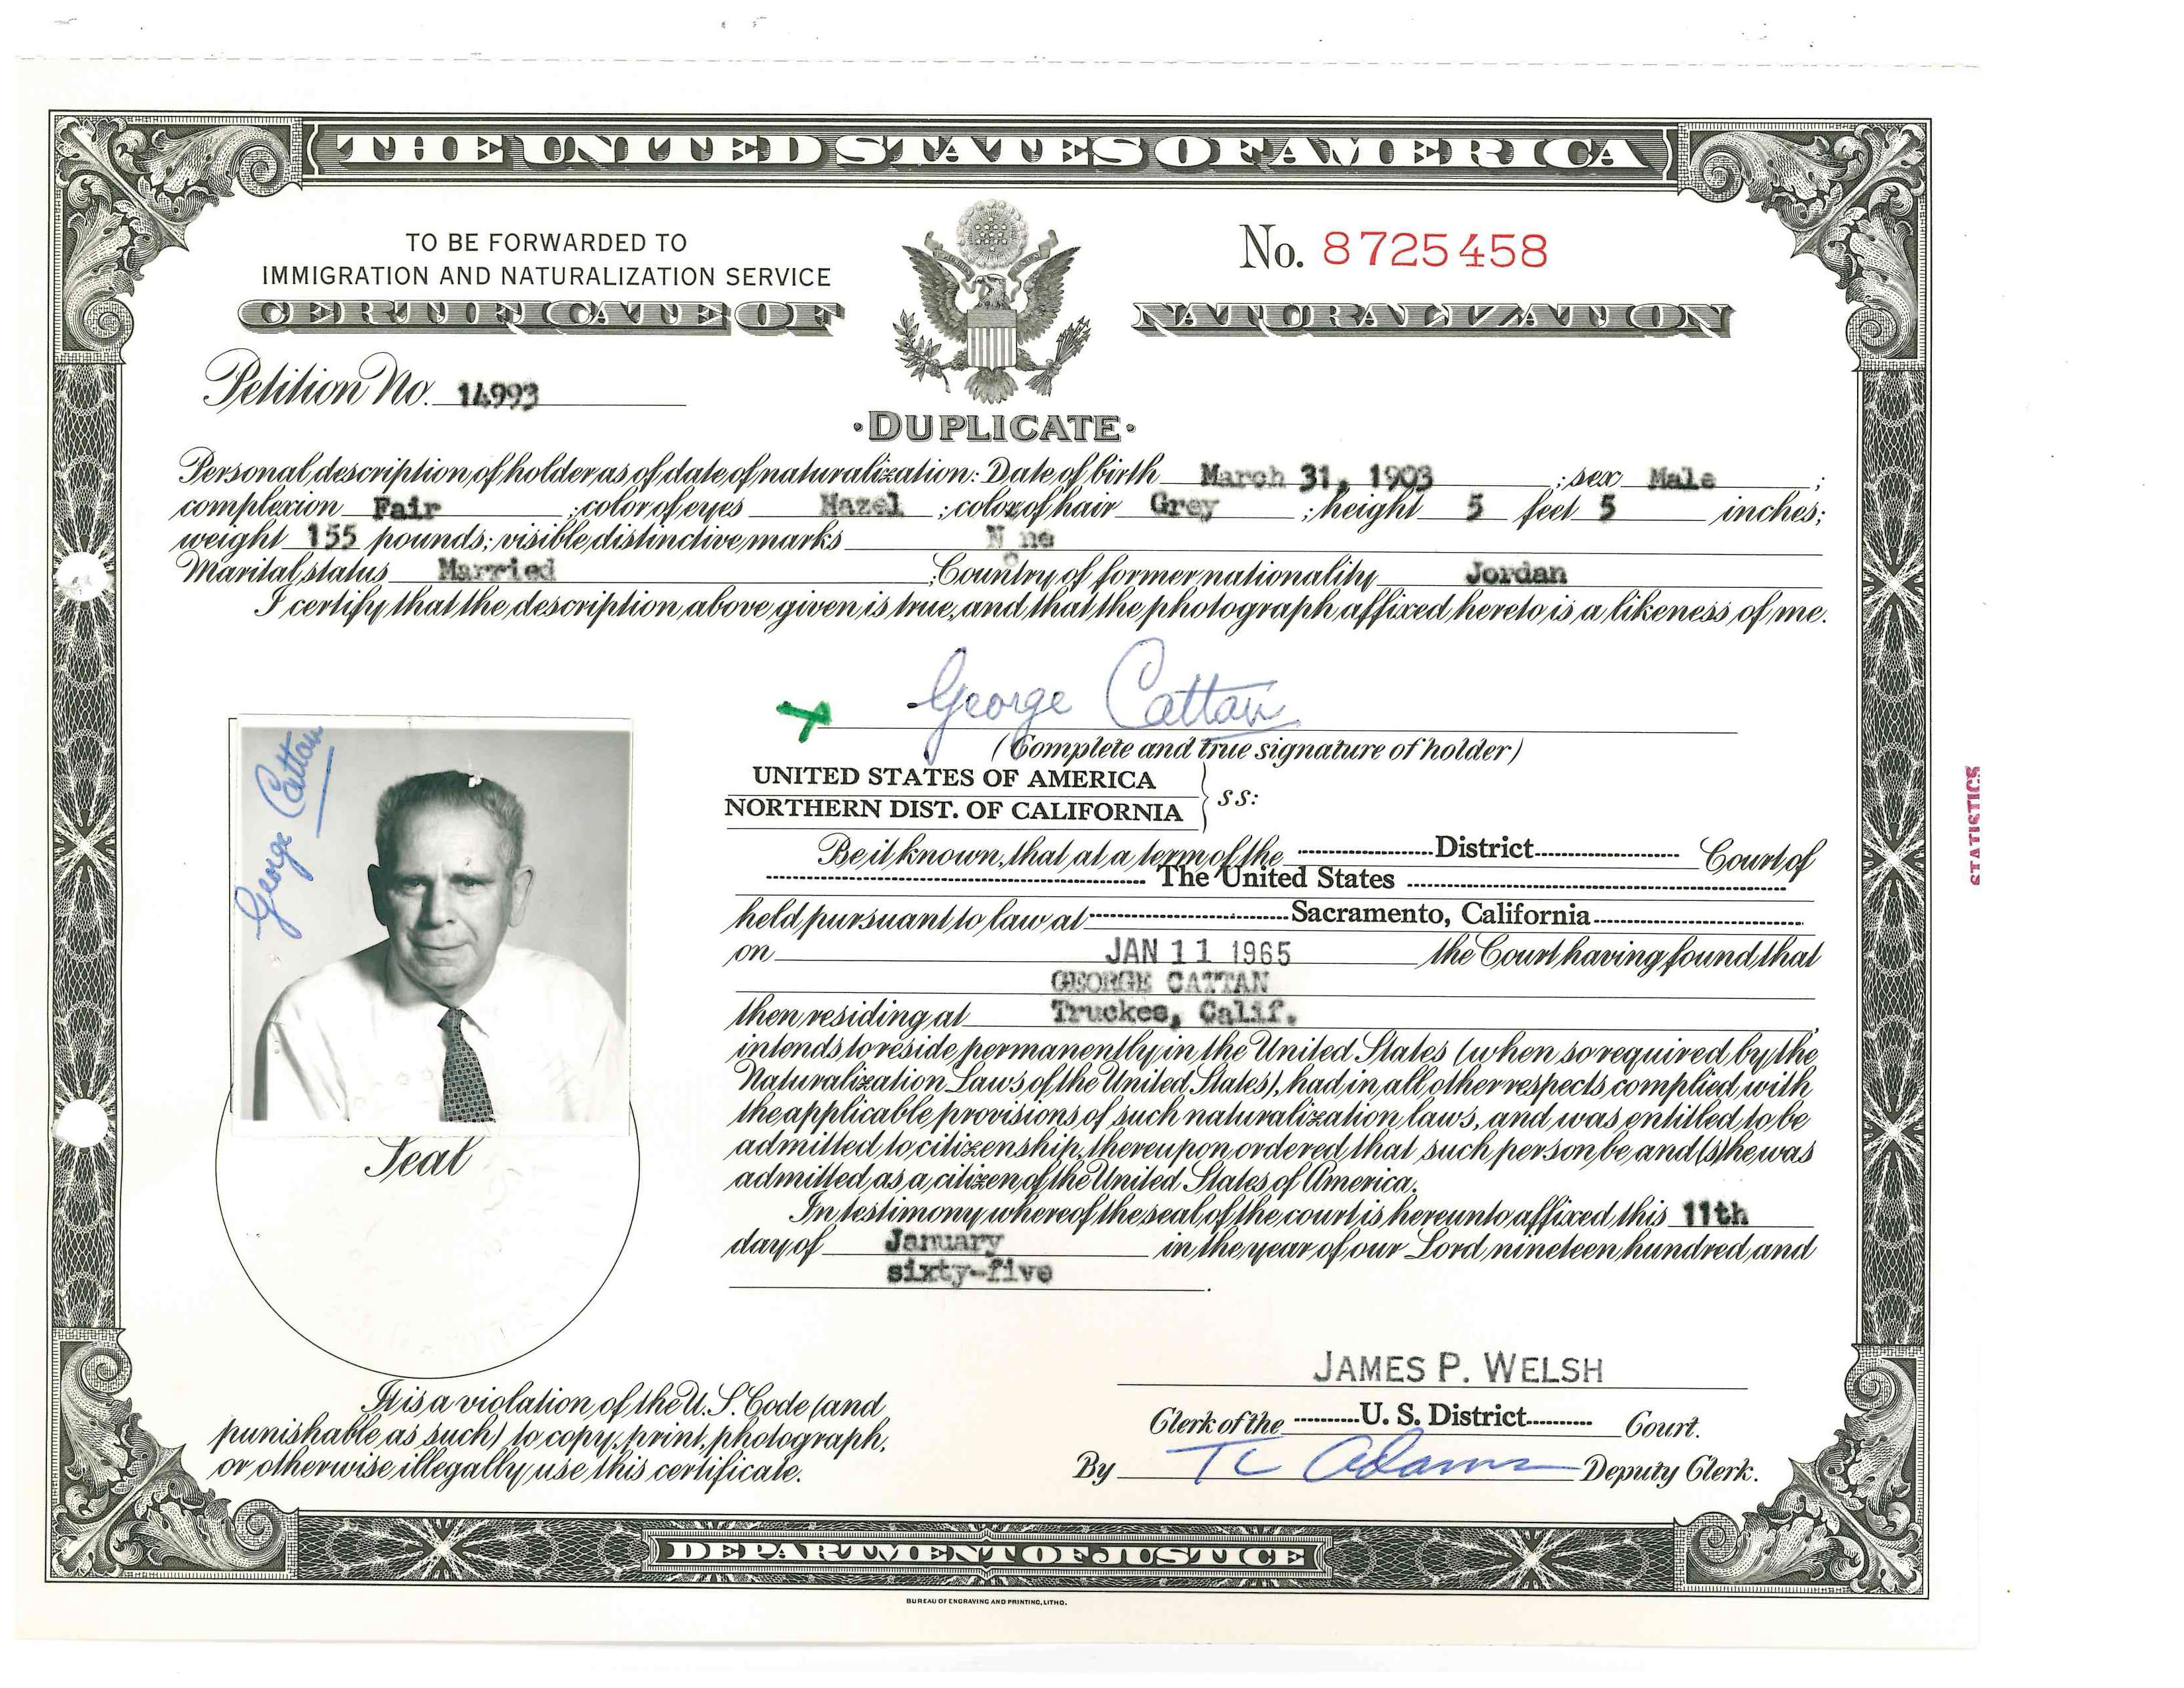 THE UNITED STATES OF AMERICA
TO BE FORWARDED TO
IMMIGRATION AND NATURALIZATION SERVICE
No. 8725458
CERTIFICATE OF NATURALIZATION
Petition No. 14993
·DUPLICATE·
Personal description of holder as of date of naturalization: Date of birth March 31, 1903 ; sex Male ;
complexion Fair ; color of eyes Hazel ; color of hair Grey ; height 5 feet 5 inches;
weight 155 pounds; visible distinctive marks None
Marital status Married ; Country of former nationality Jordan
I certify that the description above given is true, and that the photograph affixed hereto is a likeness of me.
George Cattan
(Complete and true signature of holder)
George Cattan
UNITED STATES OF AMERICA
NORTHERN DIST. OF CALIFORNIA
ss:
Be it known, that at a term of the District Court of
The United States
held pursuant to law at Sacramento, California
on JAN 11 1965 the Court having found that
GEORGE CATTAN
then residing at Truckee, Calif.,
intends to reside permanently in the United States (when so required by the
Naturalization Laws of the United States), had in all other respects complied with
the applicable provisions of such naturalization laws, and was entitled to be
admitted to citizenship, thereupon ordered that such person be and (s)he was
admitted as a citizen of the United States of America.
In testimony whereof the seal of the court is hereunto affixed this 11th
day of January in the year of our Lord nineteen hundred and
sixty-five.
Seal
It is a violation of the U.S. Code (and
punishable as such) to copy, print, photograph,
or otherwise illegally use this certificate.
JAMES P. WELSH
Clerk of the U. S. District Court.
By TC Adams Deputy Clerk.
DEPARTMENT OF JUSTICE
BUREAU OF ENGRAVING AND PRINTING, LITHO.
STATISTICS